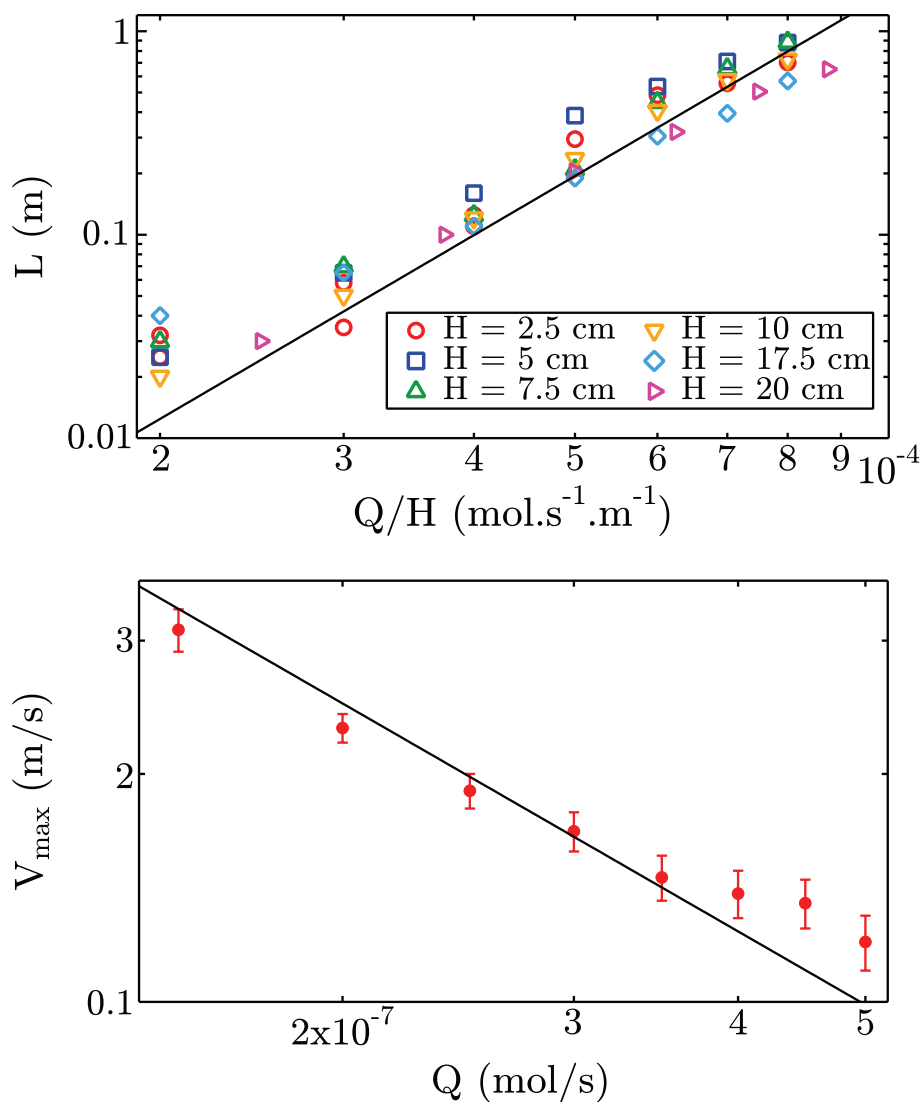 1
0.1
0.01
L (m)
H = 2.5 cm
H = 5 cm
H = 7.5 cm
H = 10 cm
H = 17.5 cm
H = 20 cm
2 3 4 5 6 7 8 9 10⁻⁴
Q/H (mol.s⁻¹.m⁻¹)
3
2
0.1
V_max (m/s)
2x10⁻⁷ 3 4 5
Q (mol/s)